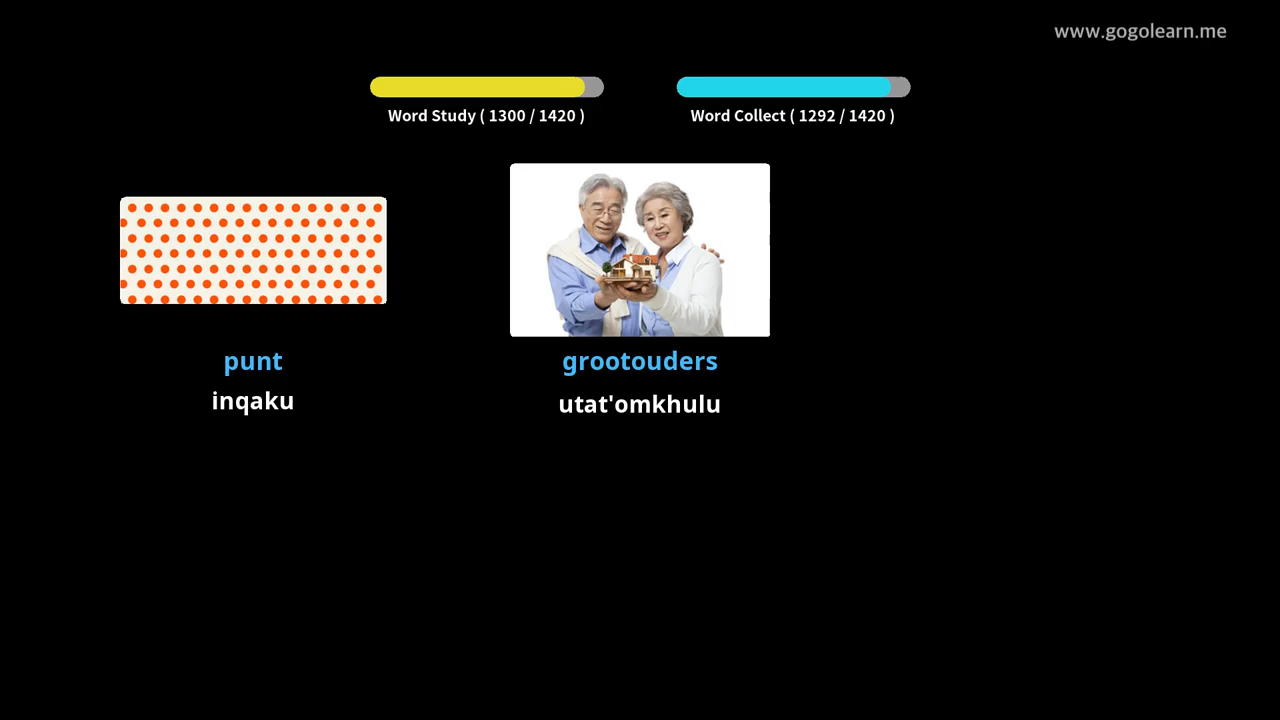 www.gogolearn.me
Word Study ( 1300 / 1420 )
Word Collect ( 1292 / 1420 )
punt
inqaku
grootouders
utat'omkhulu